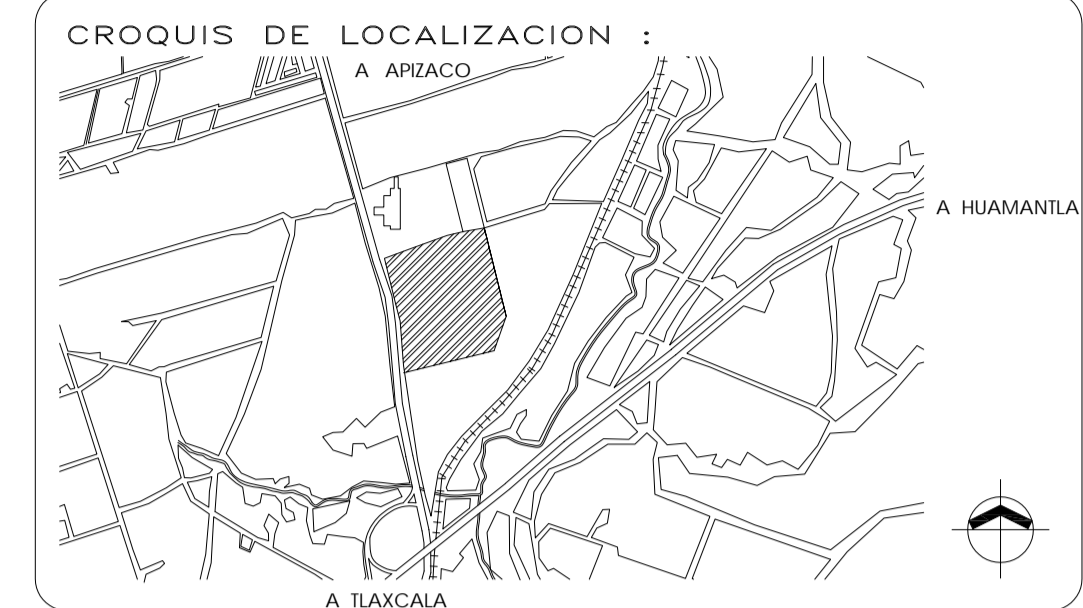 CROQUIS DE LOCALIZACION :
A APIZACO
A HUAMANTLA
A TLAXCALA